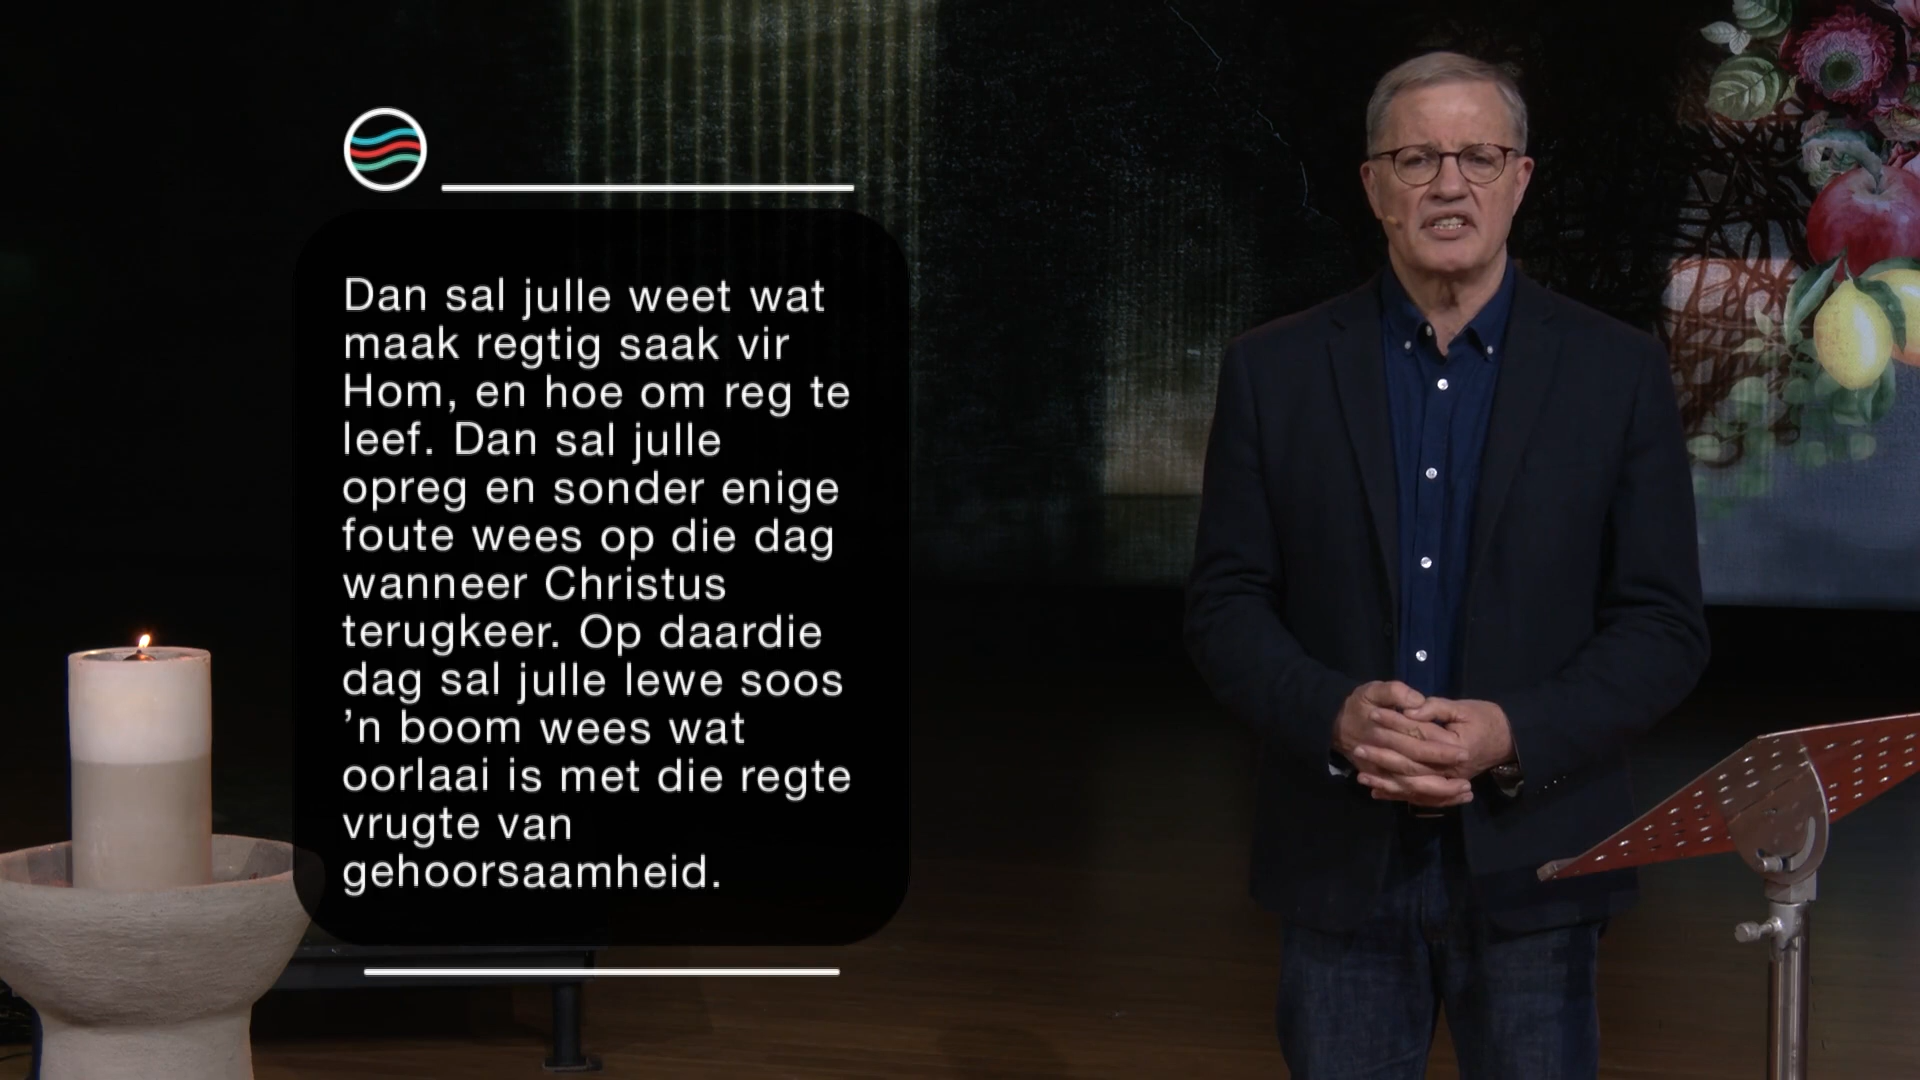 Dan sal julle weet wat
maak regtig saak vir
Hom, en hoe om reg te
leef. Dan sal julle
opreg en sonder enige
foute wees op die dag
wanneer Christus
terugkeer. Op daardie
dag sal julle lewe soos
’n boom wees wat
oorlaai is met die regte
vrugte van
gehoorsaamheid.